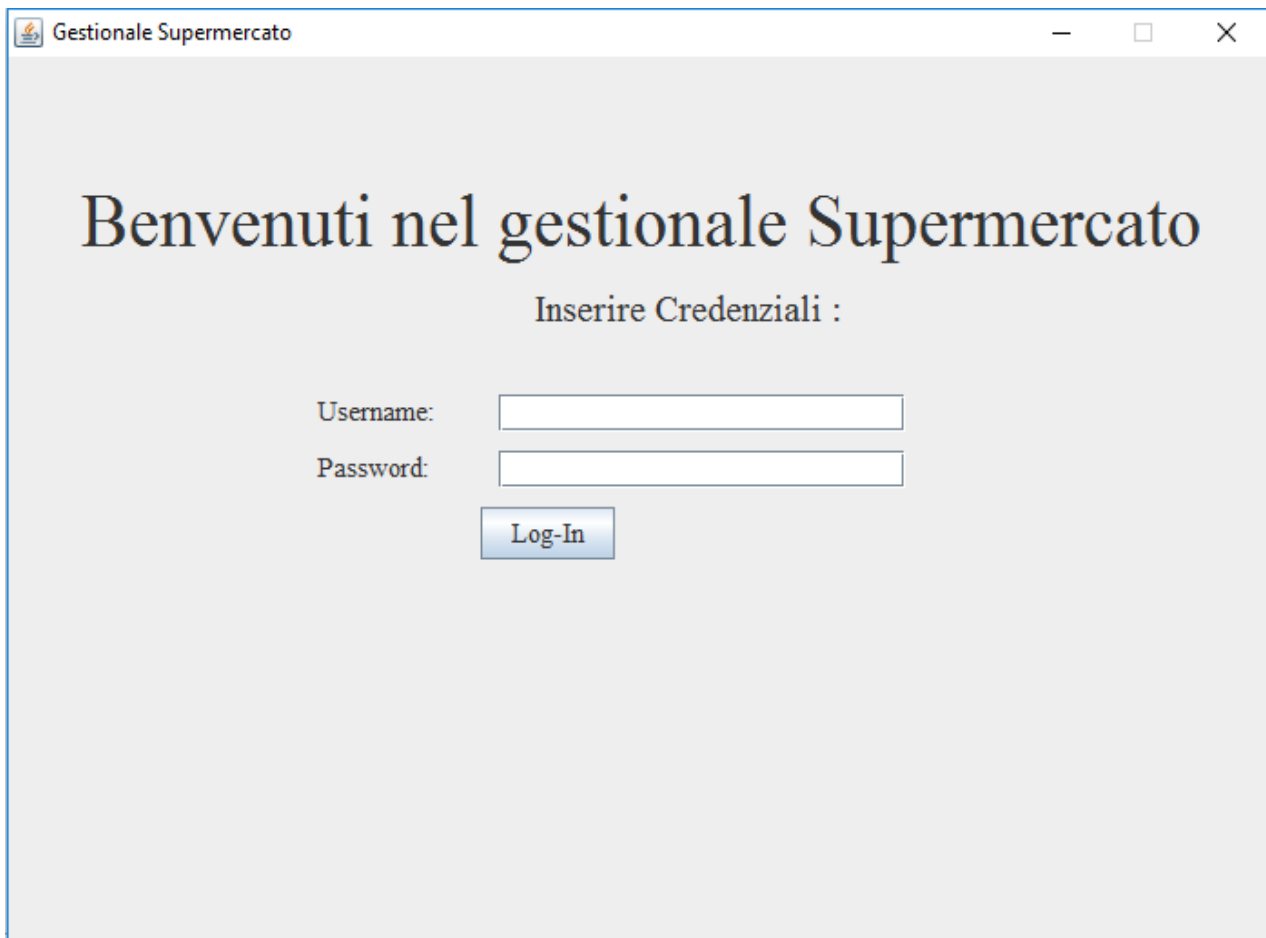 Gestionale Supermercato
Benvenuti nel gestionale Supermercato
Inserire Credenziali :
Username:
Password:
Log-In